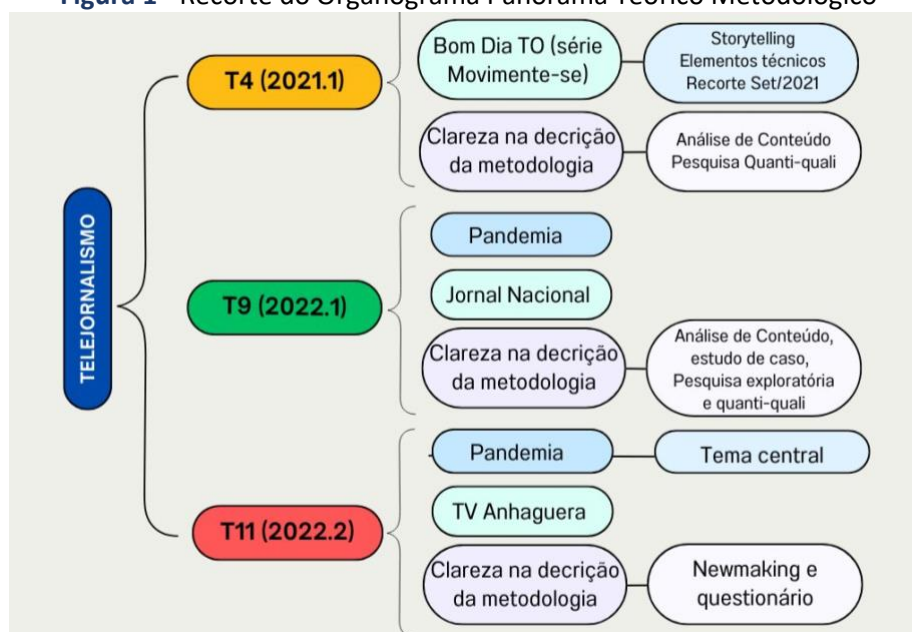 Figura 1 - Recorte do Organograma Panorama Teórico Metodológico
TELEJORNALISMO
T4 (2021.1)
Bom Dia TO (série
Movimente-se)
Storytelling
Elementos técnicos
Recorte Set/2021
Clareza na decrição
da metodologia
Análise de Conteúdo
Pesquisa Quanti-quali
T9 (2022.1)
Pandemia
Jornal Nacional
Clareza na decrição
da metodologia
Análise de Conteúdo,
estudo de caso,
Pesquisa exploratória
e quanti-quali
T11 (2022.2)
Pandemia
Tema central
TV Anhaguera
Clareza na decrição
da metodologia
Newmaking e
questionário